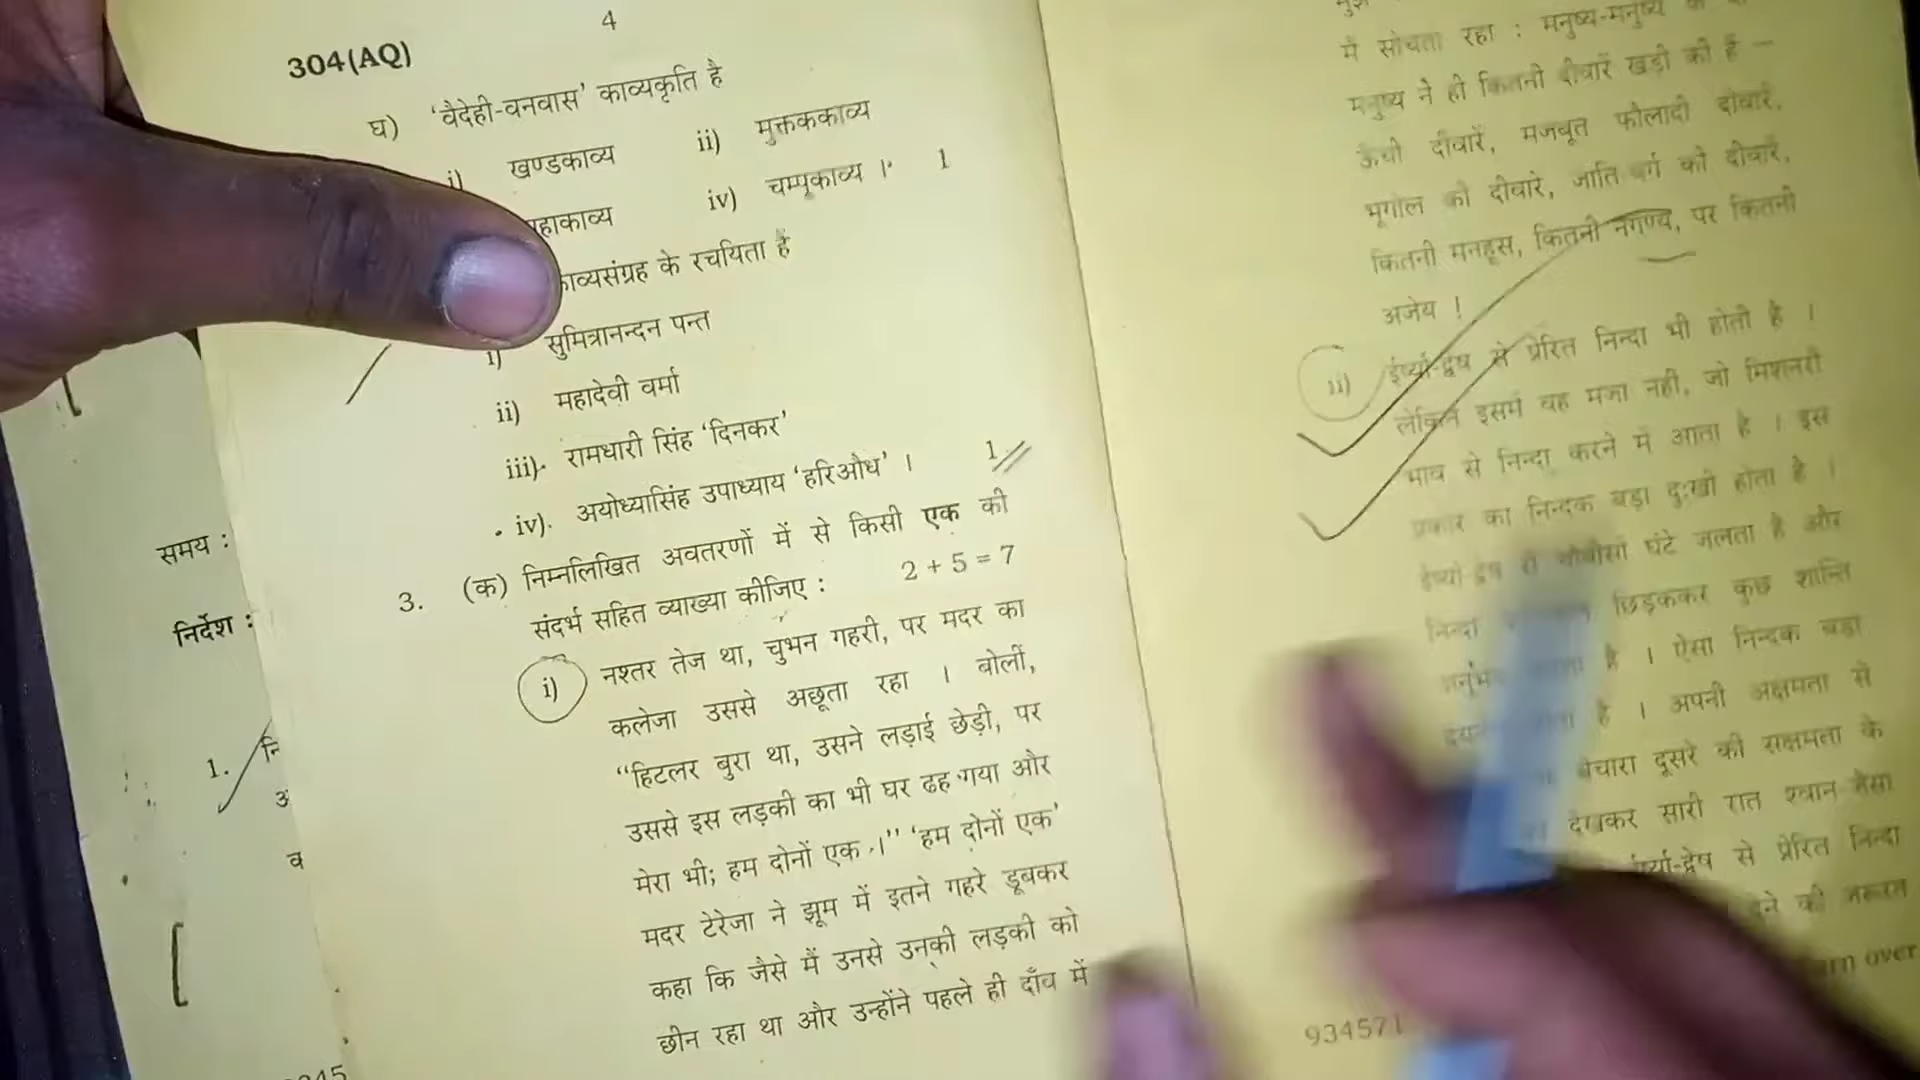 4
304(AQ)
घ) 'वैदेही-वनवास' काव्यकृति है
i) खण्डकाव्य ii) मुक्तककाव्य
iv) चम्पूकाव्य । 1
के रचयिता हैं
i) सुमित्रानन्दन पन्त
ii) महादेवी वर्मा
iii) रामधारी सिंह 'दिनकर'
iv) अयोध्यासिंह उपाध्याय 'हरिऔध' । 1
3. (क) निम्नलिखित अवतरणों में से किसी एक की
संदर्भ सहित व्याख्या कीजिए : 2 + 5 = 7
i) नश्तर तेज था, चुभन गहरी, पर मदर का
कलेजा उससे अछूता रहा । बोलीं,
"हिटलर बुरा था, उसने लड़ाई छेड़ी, पर
उससे इस लड़की का भी घर ढह गया और
मेरा भी; हम दोनों एक ।" 'हम दोनों एक'
मदर टेरेजा ने झूम में इतने गहरे डूबकर
कहा कि जैसे मैं उनसे उनकी लड़की को
छीन रहा था और उन्होंने पहले ही दाँव में
समय :
निर्देश :
1.
में सोचता रहा : मनुष्य-मनुष्य
मनुष्य ने ही कितनी दीवारें खड़ी की हैं –
ऊँची दीवारें, मजबूत फौलादी दीवारें,
भूगोल की दीवारें, जाति वर्ग की दीवारें,
कितनी मनहूस, कितनी नगण्य, पर कितनी
अजेय !
ii) ईर्ष्या-द्वेष से प्रेरित निन्दा भी होती है ।
लेकिन इसमें वह मजा नहीं, जो मिशनरी
भाव से निन्दा करने में आता है । इस
प्रकार का निन्दक बड़ा दुःखी होता है ।
ईर्ष्या-द्वेष से चौबीसों घंटे जलता है और
निन्दा छिड़ककर कुछ शान्ति
है । ऐसा निन्दक बड़ा
है । अपनी अक्षमता से
बेचारा दूसरे की सक्षमता के
देखकर सारी रात श्वान जैसा
से प्रेरित निन्दा
देने की जरूरत
over
934571